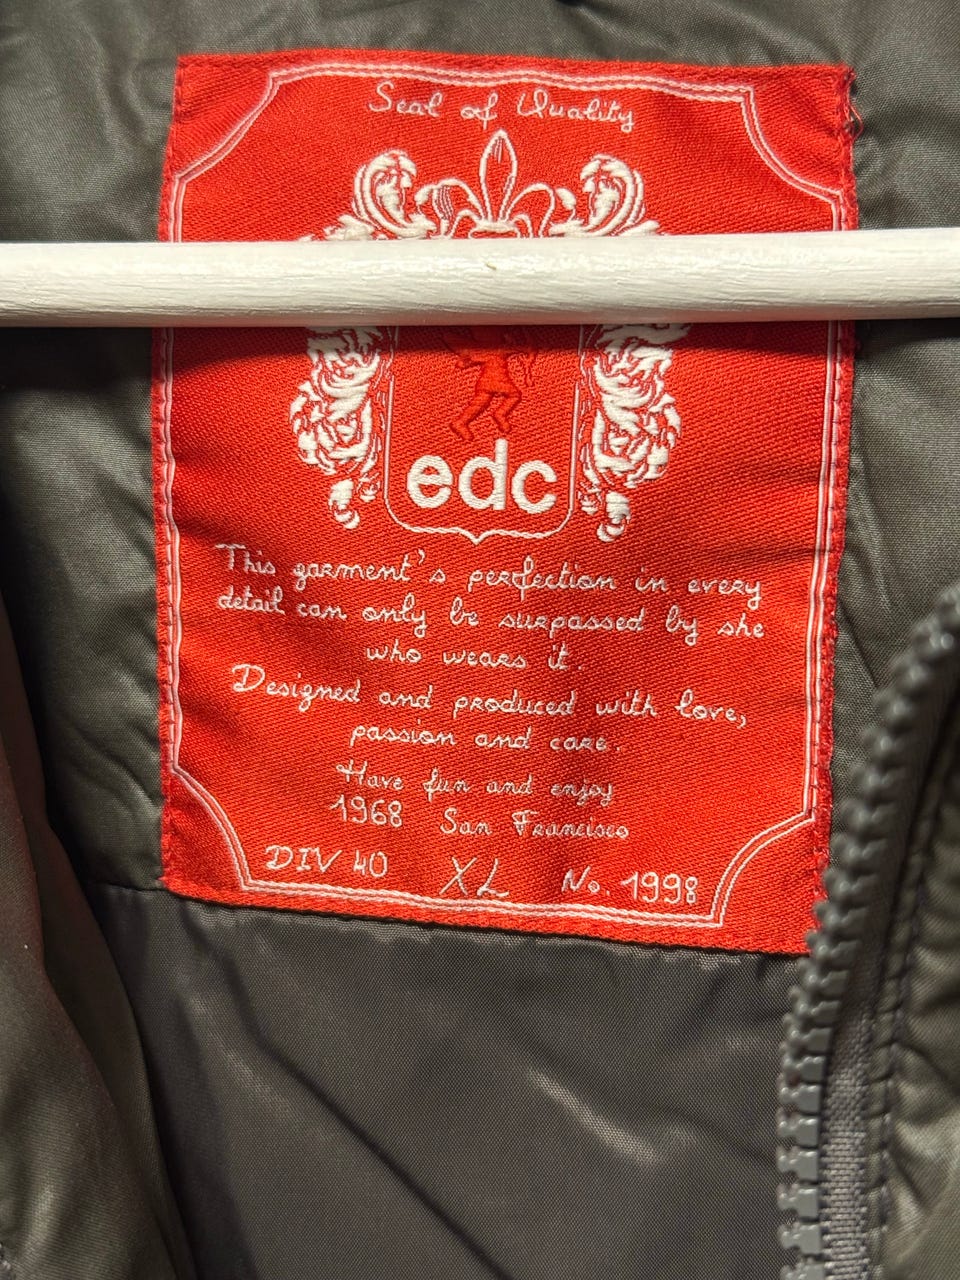 Seal of Quality
edc
This garment's perfection in every
detail can only be surpassed by she
who wears it.
Designed and produced with love,
passion and care.
Have fun and enjoy
1968 San Francisco
DIV 40 XL No. 1998